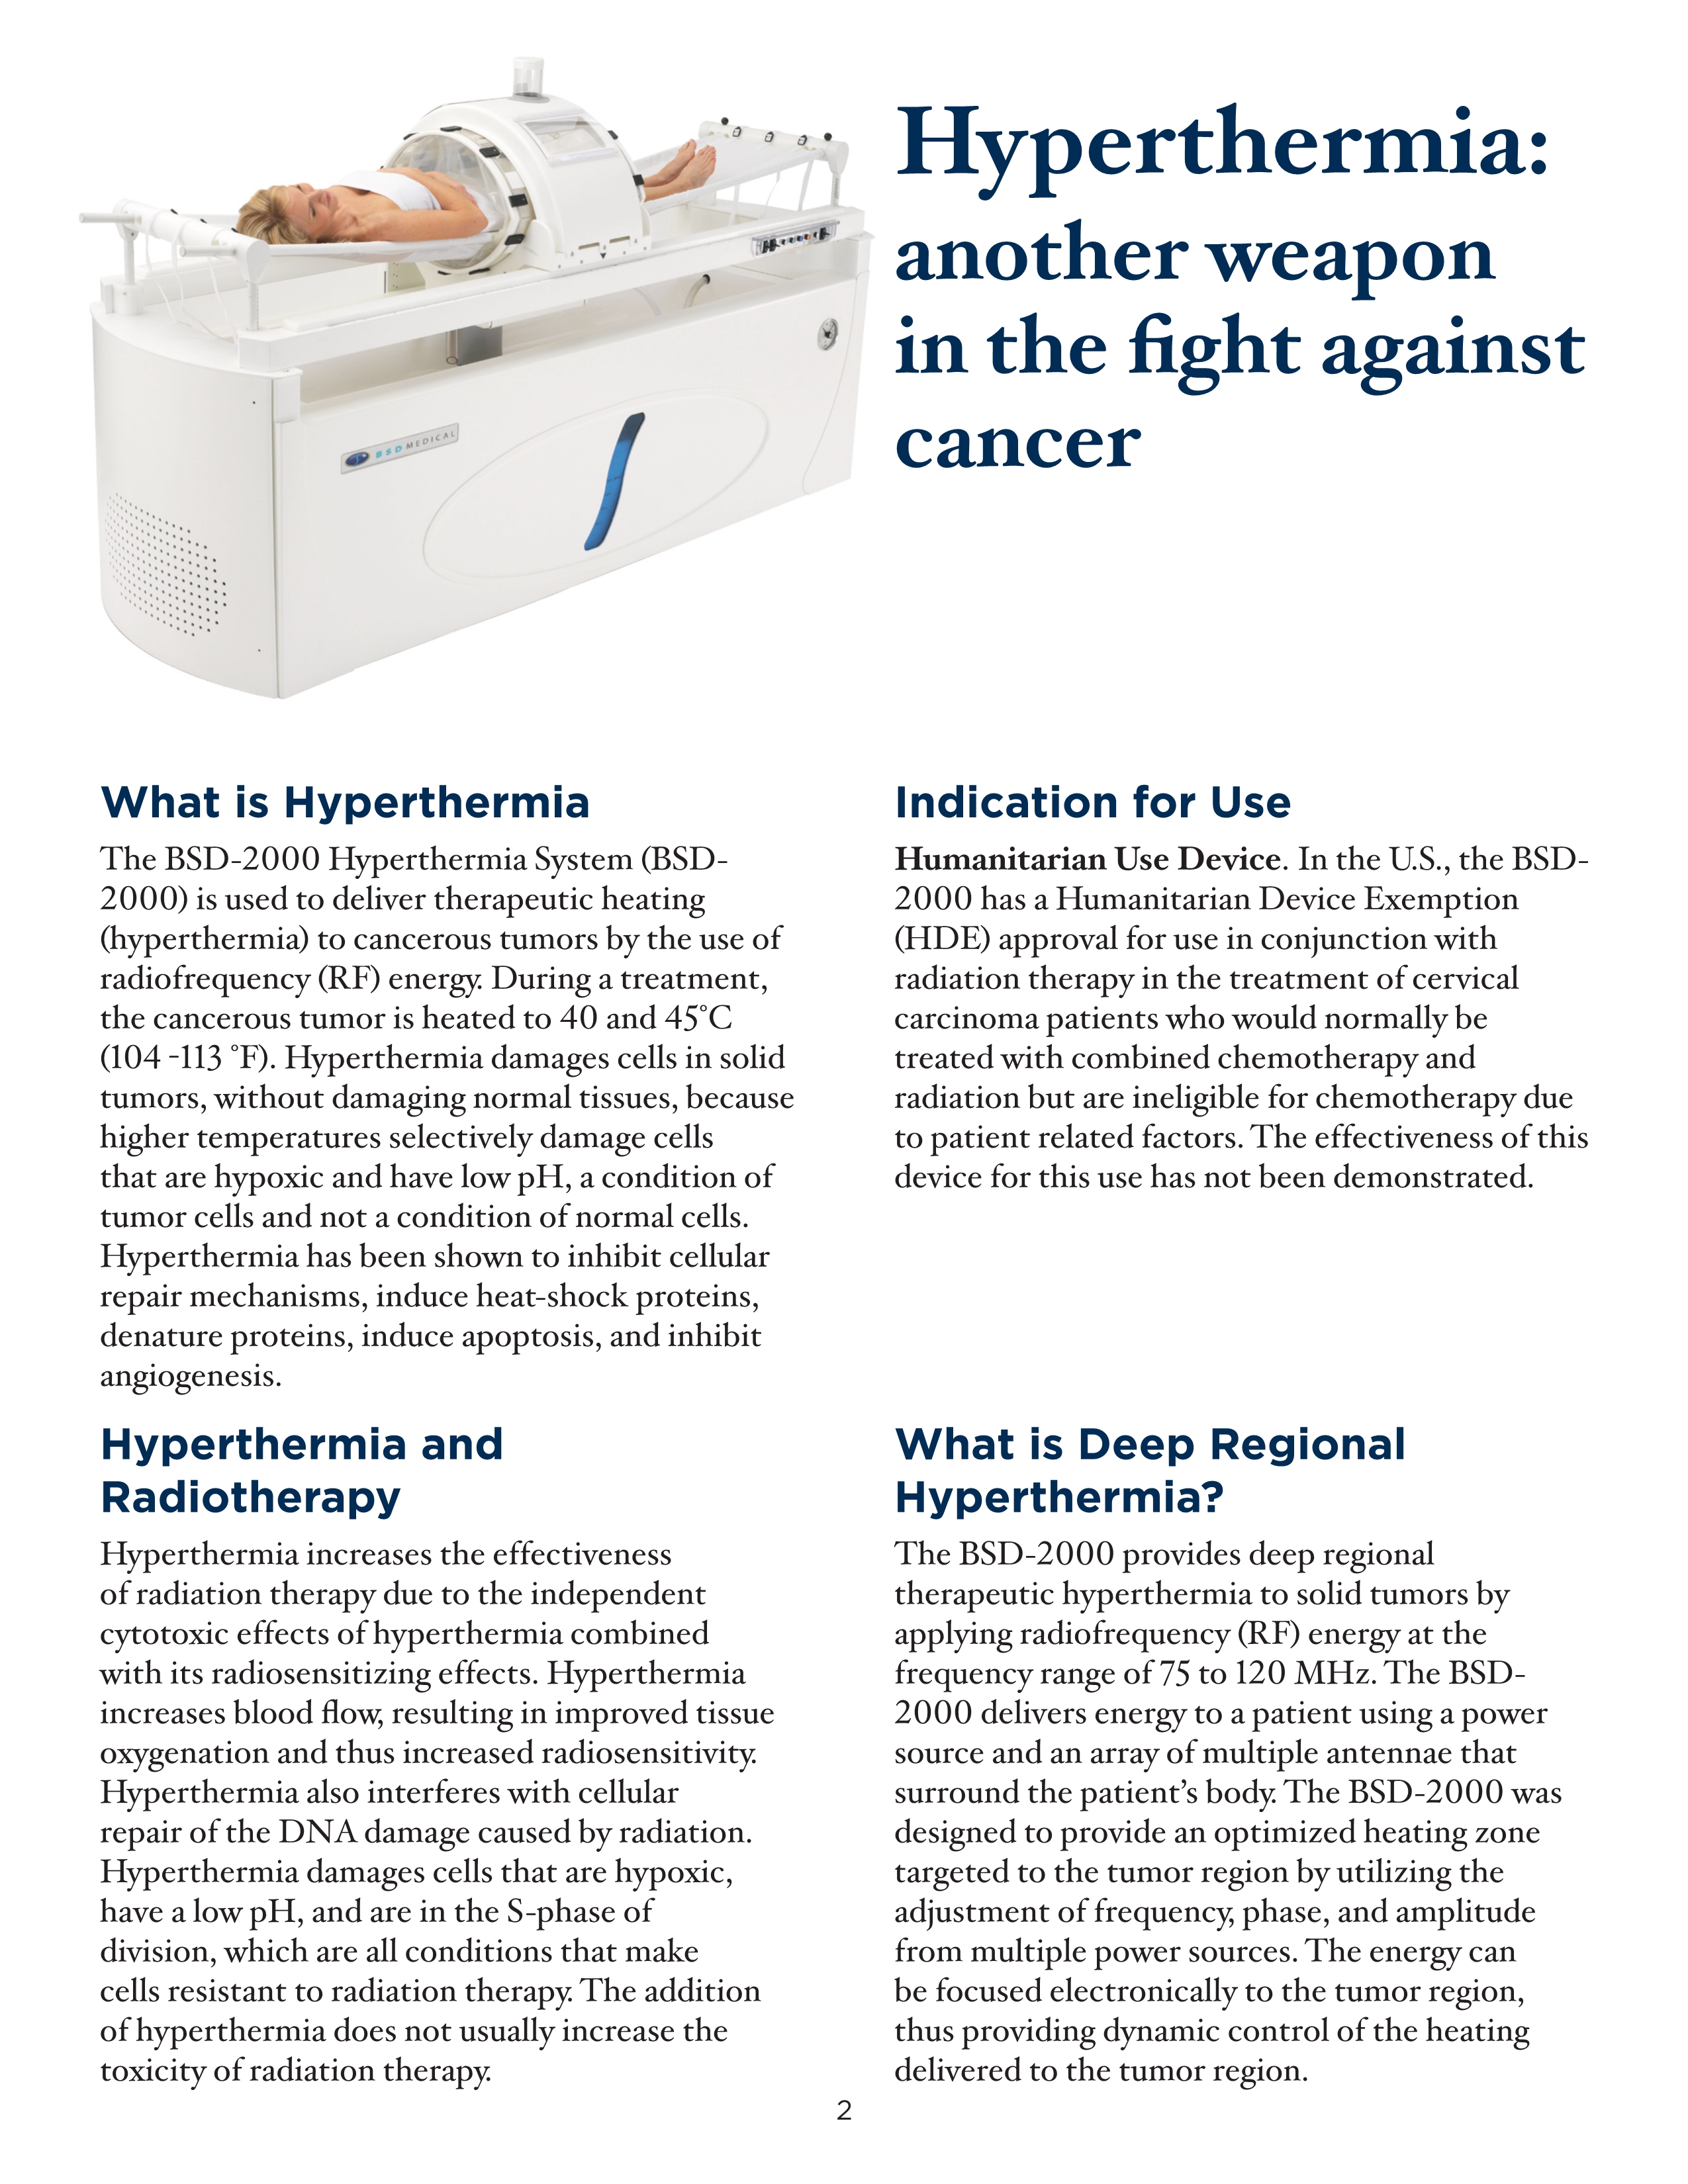 Hyperthermia:
another weapon
in the fight against
cancer
BSD MEDICAL
What is Hyperthermia
The BSD-2000 Hyperthermia System (BSD-
2000) is used to deliver therapeutic heating
(hyperthermia) to cancerous tumors by the use of
radiofrequency (RF) energy. During a treatment,
the cancerous tumor is heated to 40 and 45°C
(104 -113 °F). Hyperthermia damages cells in solid
tumors, without damaging normal tissues, because
higher temperatures selectively damage cells
that are hypoxic and have low pH, a condition of
tumor cells and not a condition of normal cells.
Hyperthermia has been shown to inhibit cellular
repair mechanisms, induce heat-shock proteins,
denature proteins, induce apoptosis, and inhibit
angiogenesis.
Indication for Use
Humanitarian Use Device. In the U.S., the BSD-
2000 has a Humanitarian Device Exemption
(HDE) approval for use in conjunction with
radiation therapy in the treatment of cervical
carcinoma patients who would normally be
treated with combined chemotherapy and
radiation but are ineligible for chemotherapy due
to patient related factors. The effectiveness of this
device for this use has not been demonstrated.
Hyperthermia and
Radiotherapy
Hyperthermia increases the effectiveness
of radiation therapy due to the independent
cytotoxic effects of hyperthermia combined
with its radiosensitizing effects. Hyperthermia
increases blood flow, resulting in improved tissue
oxygenation and thus increased radiosensitivity.
Hyperthermia also interferes with cellular
repair of the DNA damage caused by radiation.
Hyperthermia damages cells that are hypoxic,
have a low pH, and are in the S-phase of
division, which are all conditions that make
cells resistant to radiation therapy. The addition
of hyperthermia does not usually increase the
toxicity of radiation therapy.
What is Deep Regional
Hyperthermia?
The BSD-2000 provides deep regional
therapeutic hyperthermia to solid tumors by
applying radiofrequency (RF) energy at the
frequency range of 75 to 120 MHz. The BSD-
2000 delivers energy to a patient using a power
source and an array of multiple antennae that
surround the patient's body. The BSD-2000 was
designed to provide an optimized heating zone
targeted to the tumor region by utilizing the
adjustment of frequency, phase, and amplitude
from multiple power sources. The energy can
be focused electronically to the tumor region,
thus providing dynamic control of the heating
delivered to the tumor region.
2